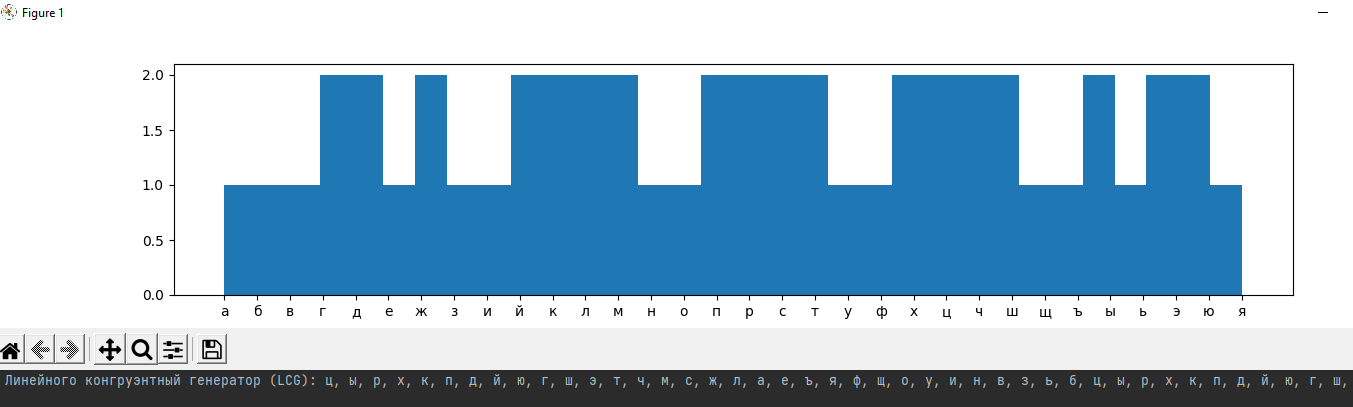 Figure 1
2.0
1.5
1.0
0.5
0.0
а б в г д е ж з и й к л м н о п р с т у ф х ц ч ш щ ъ ы ь э ю я
Линейного конгруэнтный генератор (LCG): ц, ы, р, х, к, п, д, й, ю, г, ш, э, т, ч, м, с, ж, л, а, е, ъ, я, ф, щ, о, у, и, н, в, з, ь, б, ц, ы, р, х, к, п, д, й, ю, г, ш,